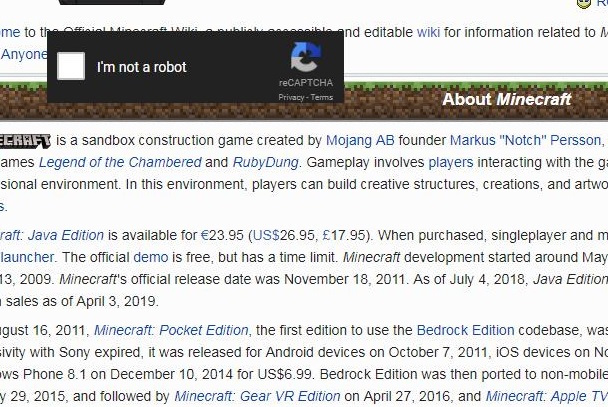 ome to the Official Minecraft Wiki, a publicly accessible and editable wiki for information related to M
Anyone
I'm not a robot
reCAPTCHA
Privacy - Terms
About Minecraft
ECRAFT is a sandbox construction game created by Mojang AB founder Markus "Notch" Persson,
ames Legend of the Chambered and RubyDung. Gameplay involves players interacting with the ga
sional environment. In this environment, players can build creative structures, creations, and artwo
s.
raft: Java Edition is available for €23.95 (US$26.95, £17.95). When purchased, singleplayer and m
launcher. The official demo is free, but has a time limit. Minecraft development started around May
13, 2009. Minecraft's official release date was November 18, 2011. As of July 4, 2018, Java Edition
sales as of April 3, 2019.
ugust 16, 2011, Minecraft: Pocket Edition, the first edition to use the Bedrock Edition codebase, was
sivity with Sony expired, it was released for Android devices on October 7, 2011, iOS devices on No
ows Phone 8.1 on December 10, 2014 for US$6.99. Bedrock Edition was then ported to non-mobile
y 29, 2015, and followed by Minecraft: Gear VR Edition on April 27, 2016, and Minecraft: Apple TV